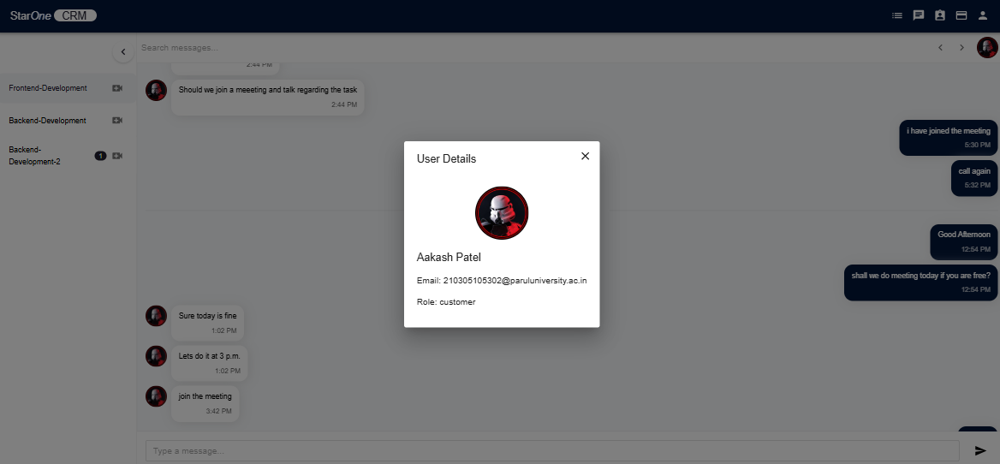 StarOne CRM
Search messages...
2:44 PM
Frontend-Development
Should we join a meeeting and talk regarding the task
2:44 PM
Backend-Development
i have joined the meeting
5:30 PM
Backend-
Development-2
1
call again
5:32 PM
User Details
Aakash Patel
Email: 210305105302@paruluniversity.ac.in
Role: customer
Good Afternoon
12:54 PM
shall we do meeting today if you are free?
12:54 PM
Sure today is fine
1:02 PM
Lets do it at 3 p.m.
1:02 PM
join the meeting
3:42 PM
Type a message...